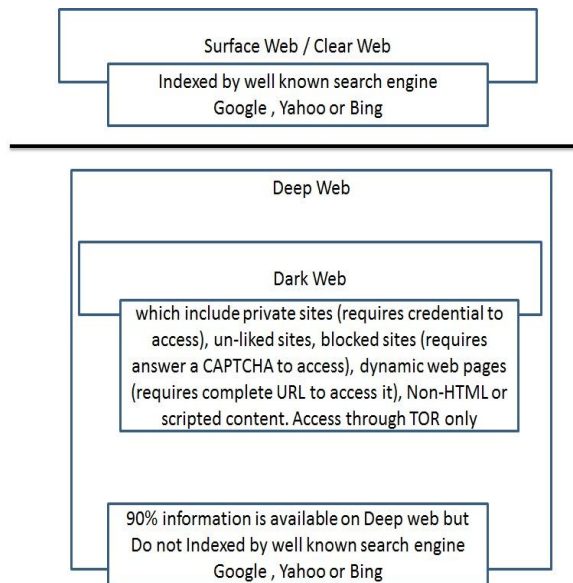 Surface Web / Clear Web
Indexed by well known search engine
Google , Yahoo or Bing
Deep Web
Dark Web
which include private sites (requires credential to
access), un-liked sites, blocked sites (requires
answer a CAPTCHA to access), dynamic web pages
(requires complete URL to access it), Non-HTML or
scripted content. Access through TOR only
90% information is available on Deep web but
Do not Indexed by well known search engine
Google , Yahoo or Bing